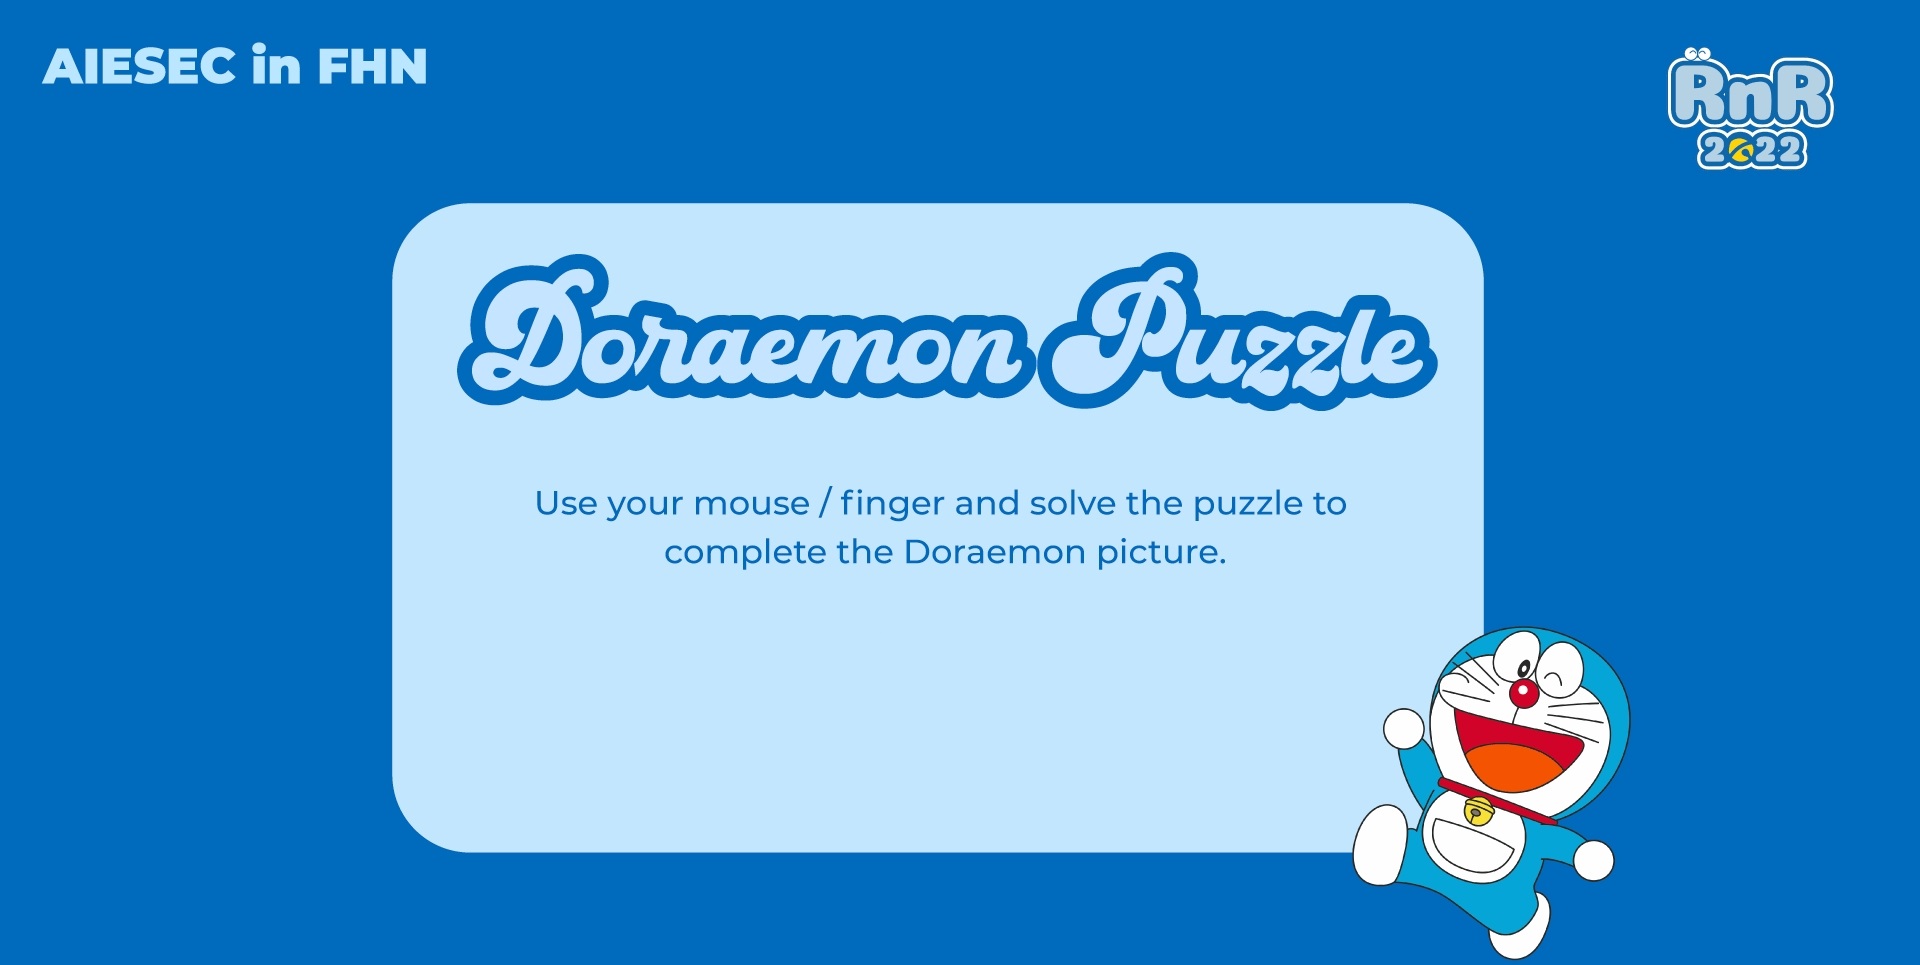 AIESEC in FHN
RnR
2022
Doraemon Puzzle
Use your mouse / finger and solve the puzzle to
complete the Doraemon picture.